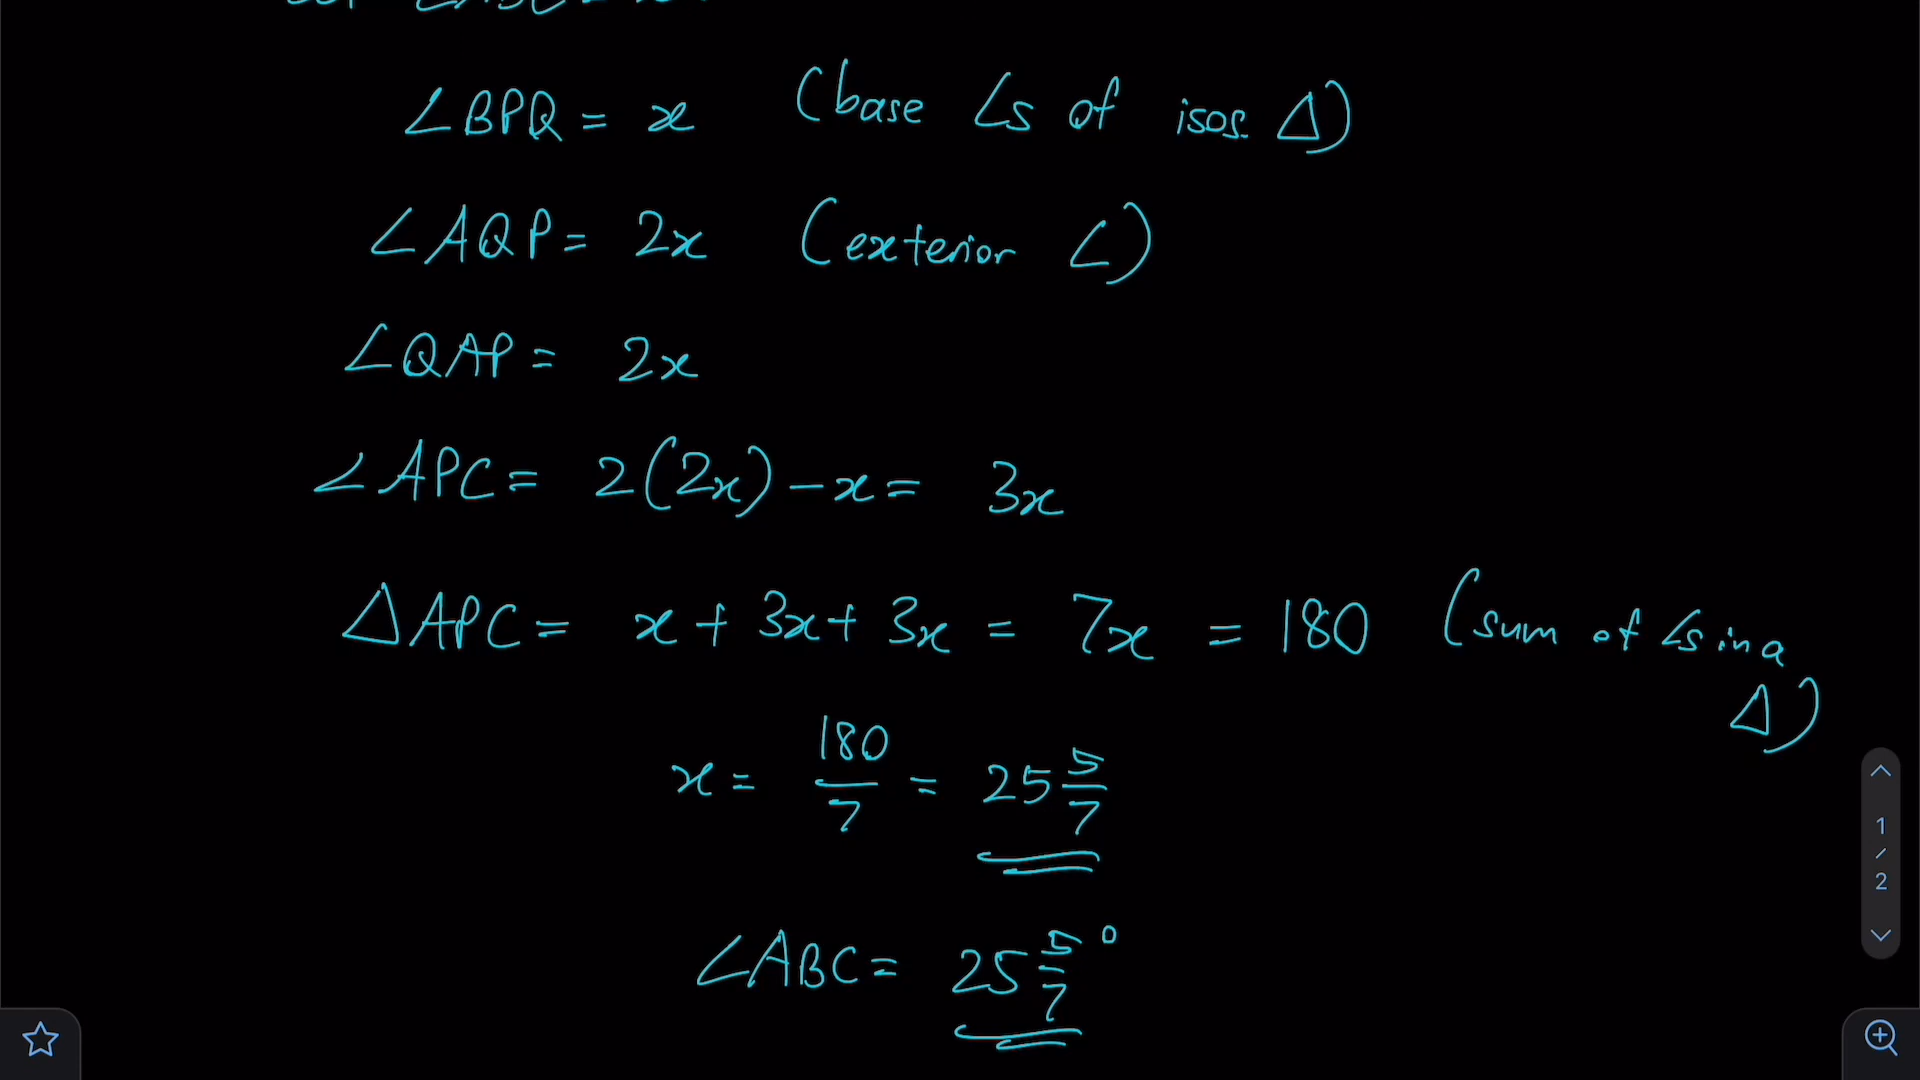 ∠BPQ = x (base ∠s of isos. Δ)
∠AQP = 2x (exterior ∠)
∠QAP = 2x
∠APC = 2(2x) - x = 3x
ΔAPC = x + 3x + 3x = 7x = 180 (sum of ∠s in a Δ)
x = 180/7 = 25 5/7
∠ABC = 25 5/7°
1
/
2